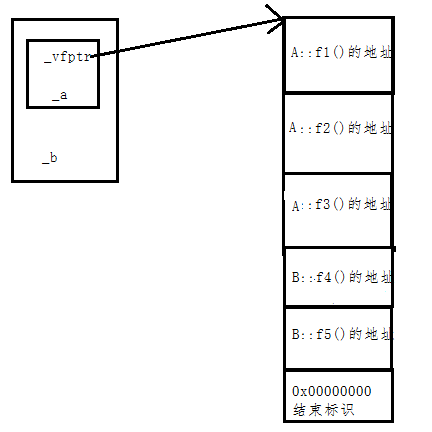 _vfptr
_a
_b
A::f1()的地址
A::f2()的地址
A::f3()的地址
B::f4()的地址
B::f5()的地址
0x00000000
结束标识